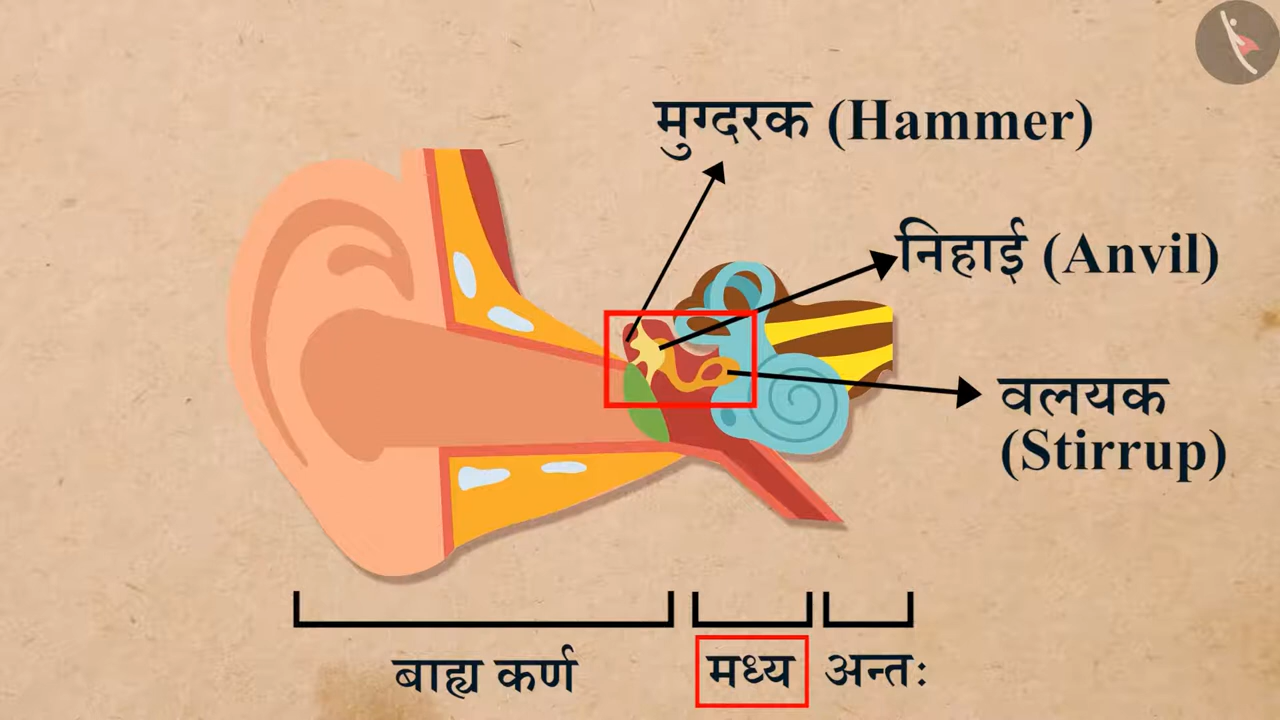 मुग्दरक (Hammer)
निहाई (Anvil)
वलयक
(Stirrup)
बाह्य कर्ण
मध्य
अन्तः